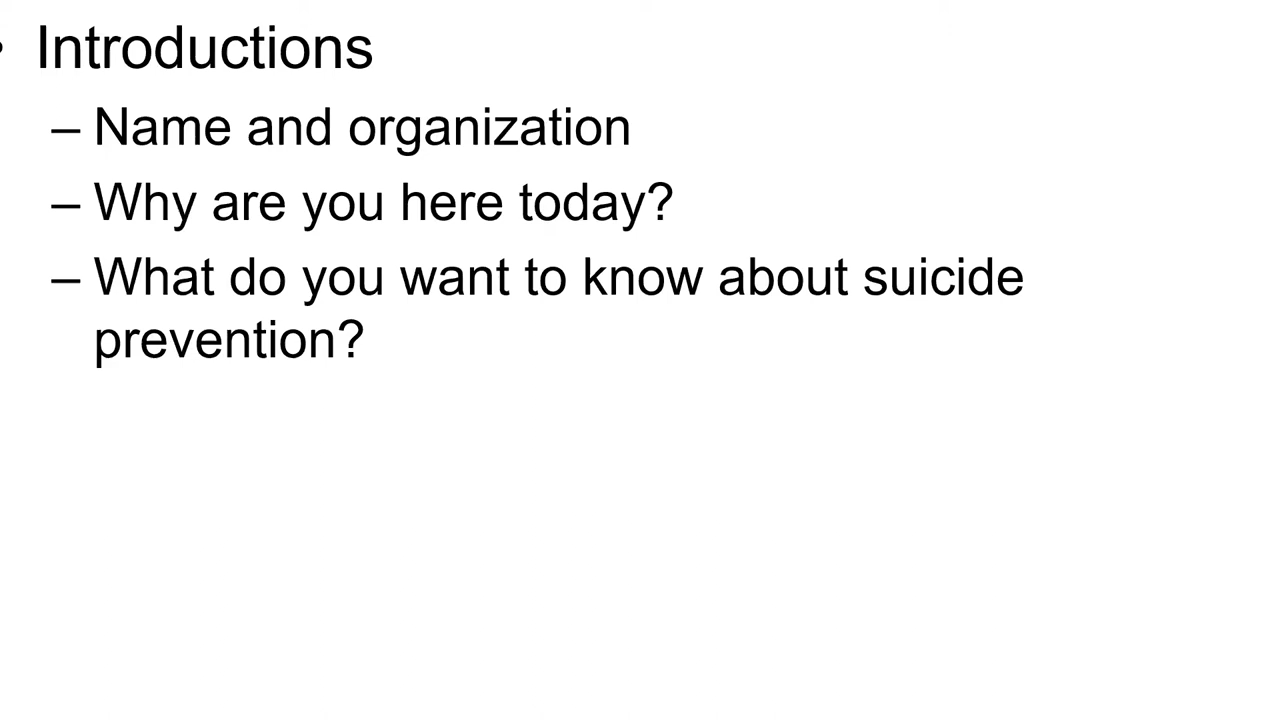 • Introductions
– Name and organization
– Why are you here today?
– What do you want to know about suicide
prevention?